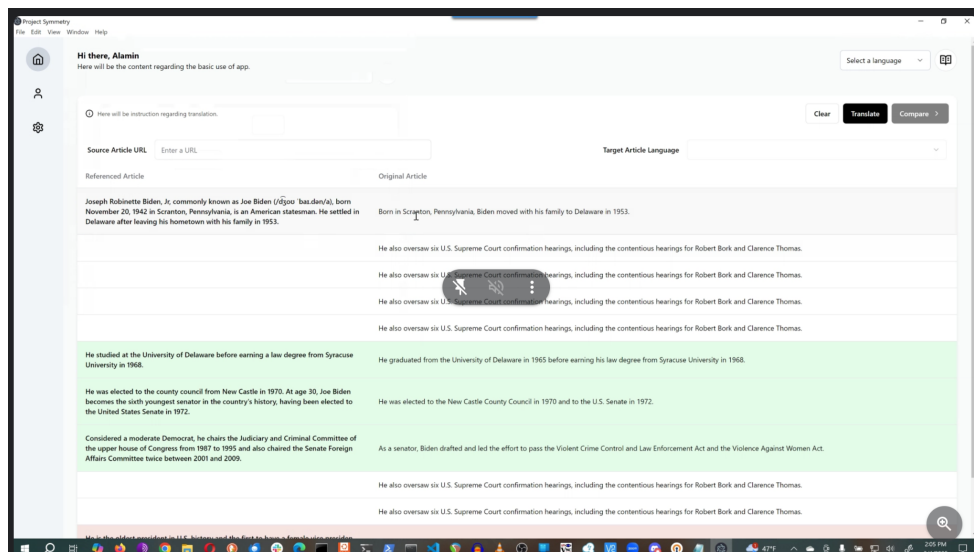 Project Symmetry
File Edit View Window Help
Hi there, Alamin
Here will be the content regarding the basic use of app.
Select a language
Here will be instruction regarding translation.
Clear
Translate
Compare
Source Article URL
Enter a URL
Target Article Language
Referenced Article
Original Article
Joseph Robinette Biden, Jr, commonly known as Joe Biden (/d͡ʒoʊ ˈbaɪ.dən/a), born
November 20, 1942 in Scranton, Pennsylvania, is an American statesman. He settled in
Delaware after leaving his hometown with his family in 1953.
Born in Scranton, Pennsylvania, Biden moved with his family to Delaware in 1953.
He also oversaw six U.S. Supreme Court confirmation hearings, including the contentious hearings for Robert Bork and Clarence Thomas.
He also oversaw six U.S. Supreme Court confirmation hearings, including the contentious hearings for Robert Bork and Clarence Thomas.
He also oversaw six U.S. Supreme Court confirmation hearings, including the contentious hearings for Robert Bork and Clarence Thomas.
He also oversaw six U.S. Supreme Court confirmation hearings, including the contentious hearings for Robert Bork and Clarence Thomas.
He studied at the University of Delaware before earning a law degree from Syracuse
University in 1968.
He graduated from the University of Delaware in 1965 before earning his law degree from Syracuse University in 1968.
He was elected to the county council from New Castle in 1970. At age 30, Joe Biden
becomes the sixth youngest senator in the country's history, having been elected to
the United States Senate in 1972.
He was elected to the New Castle County Council in 1970 and to the U.S. Senate in 1972.
Considered a moderate Democrat, he chairs the Judiciary and Criminal Committee of
the upper house of Congress from 1987 to 1995 and also chaired the Senate Foreign
Affairs Committee twice between 2001 and 2009.
As a senator, Biden drafted and led the effort to pass the Violent Crime Control and Law Enforcement Act and the Violence Against Women Act.
He also oversaw six U.S. Supreme Court confirmation hearings, including the contentious hearings for Robert Bork and Clarence Thomas.
He also oversaw six U.S. Supreme Court confirmation hearings, including the contentious hearings for Robert Bork and Clarence Thomas.
He is the oldest president in U.S. history and the first to have a female vice presiden
47°F
2:05 PM